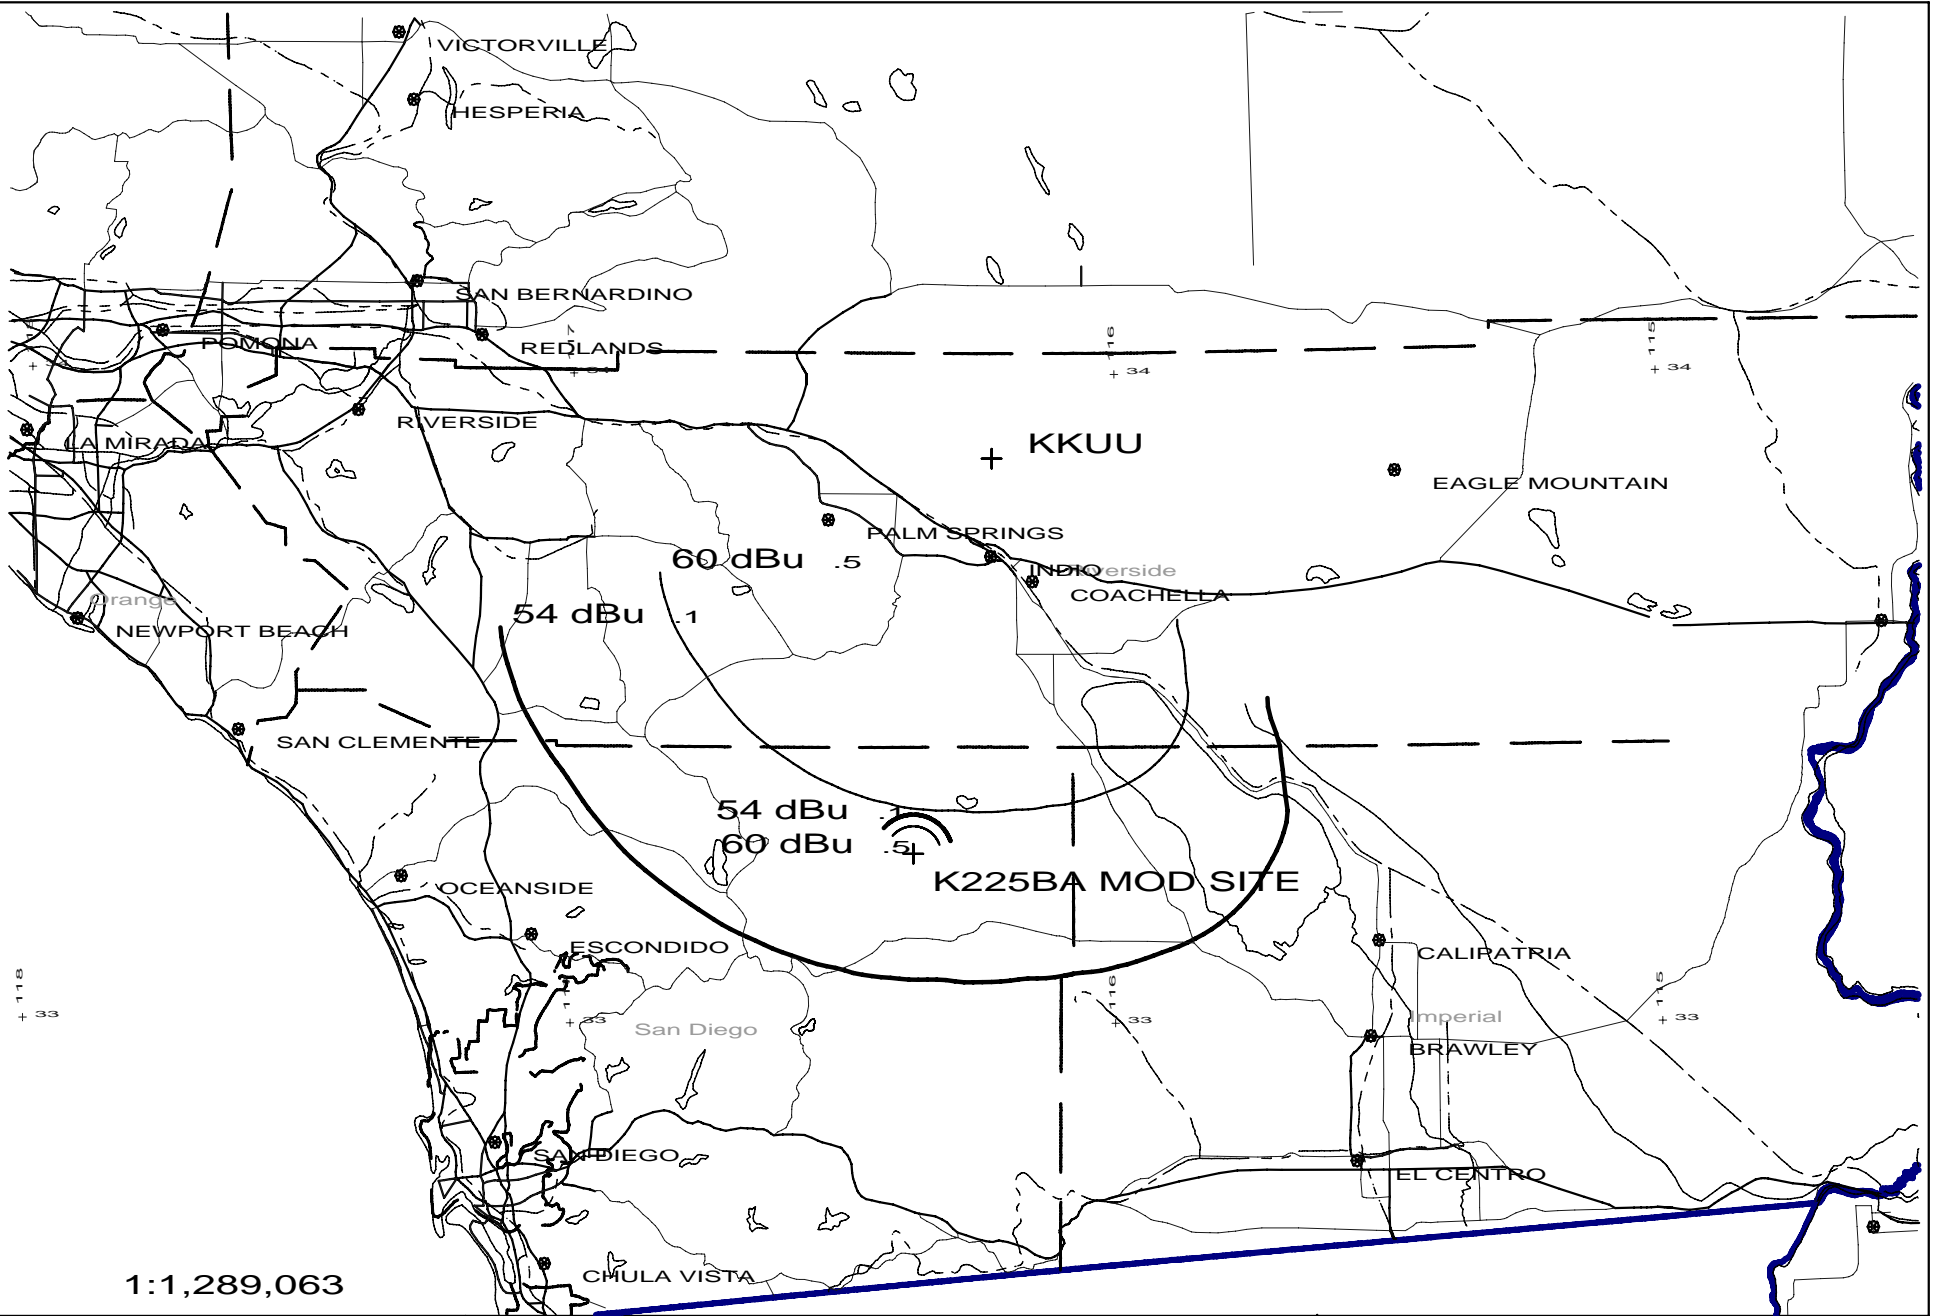 VICTORVILLE
HESPERIA
SAN BERNARDINO
POMONA
REDLANDS
116
115
+ 34
+ 34
RIVERSIDE
LA MIRADA
KKUU
EAGLE MOUNTAIN
PALM SPRINGS
60 dBu .5
INDIO
COACHELLA
Orange
54 dBu .1
NEWPORT BEACH
SAN CLEMENTE
54 dBu .1
60 dBu .5
K225BA MOD SITE
OCEANSIDE
ESCONDIDO
CALIPATRIA
118
116
115
+ 33
+ 33
+ 33
+ 33
San Diego
Imperial
BRAWLEY
SAN DIEGO
EL CENTRO
CHULA VISTA
1:1,289,063